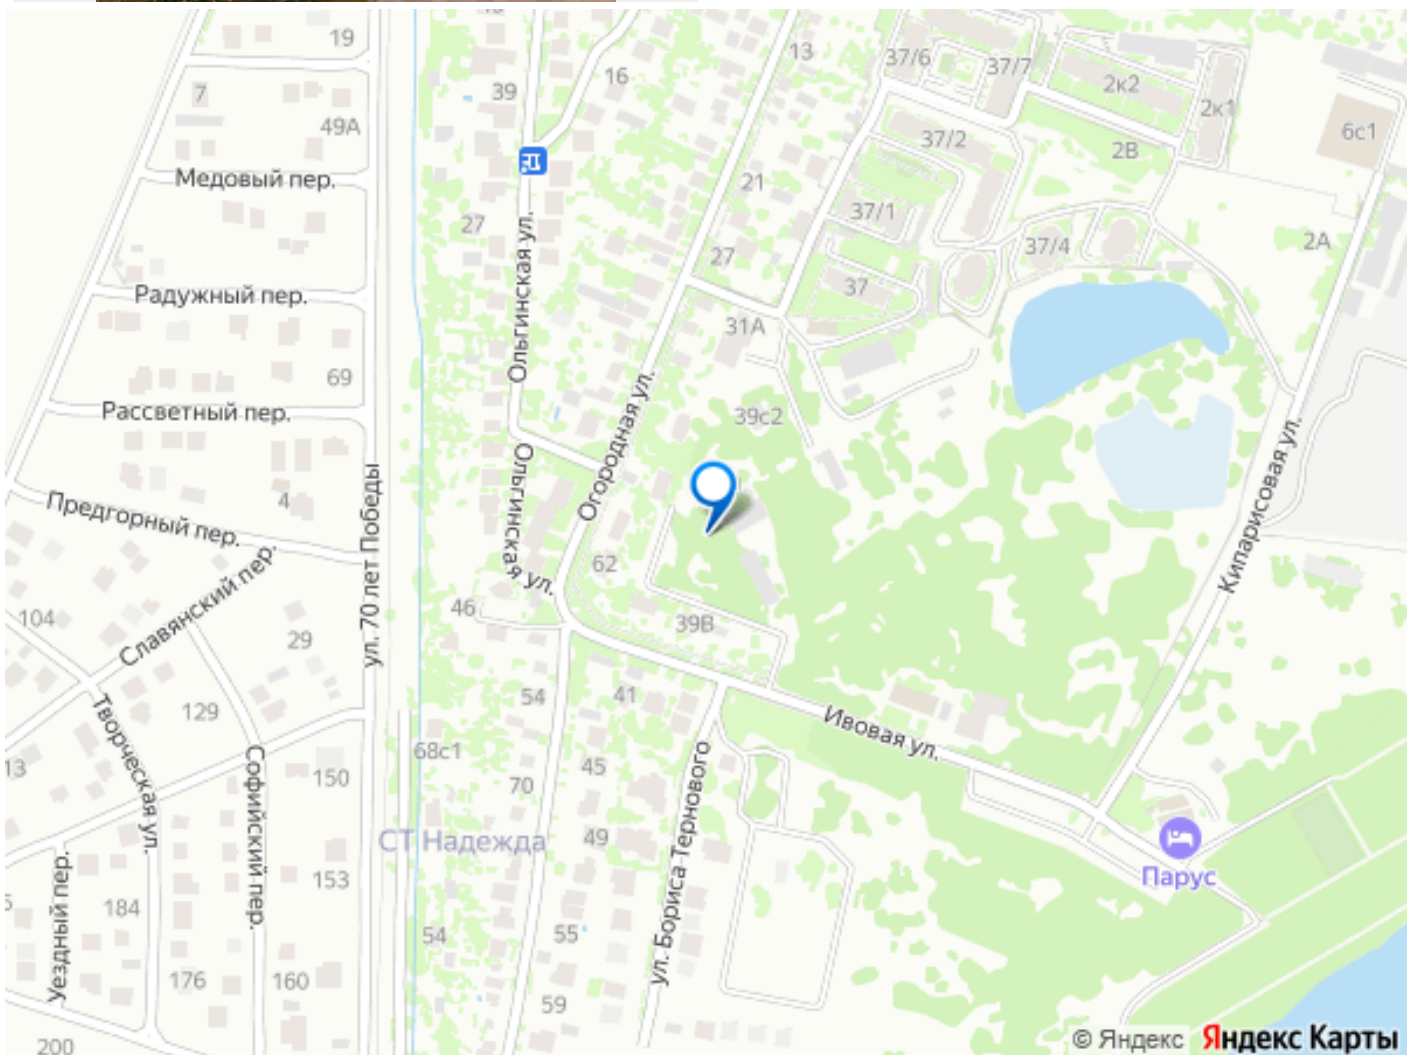 19
39
16
13
37/6
37/7
2к2
2к1
6с1
7
49А
37/2
2В
Медовый пер.
21
27
37/1
2А
37/4
27
Ольгинская ул.
Радужный пер.
37
31А
69
Рассветный пер.
39с2
Огородная ул.
Ольгинская ул.
Кипарисовая ул.
4
Предгорный пер.
ул. 70 лет Победы
62
Славянский пер.
104
46
29
39В
54
41
129
Творческая ул.
Ивовая ул.
68с1
13
Софийский пер.
150
70
45
ул. Бориса Тернового
СТ Надежда
49
153
Парус
Уездный пер.
184
54
55
176
160
59
200
© Яндекс Яндекс Карты